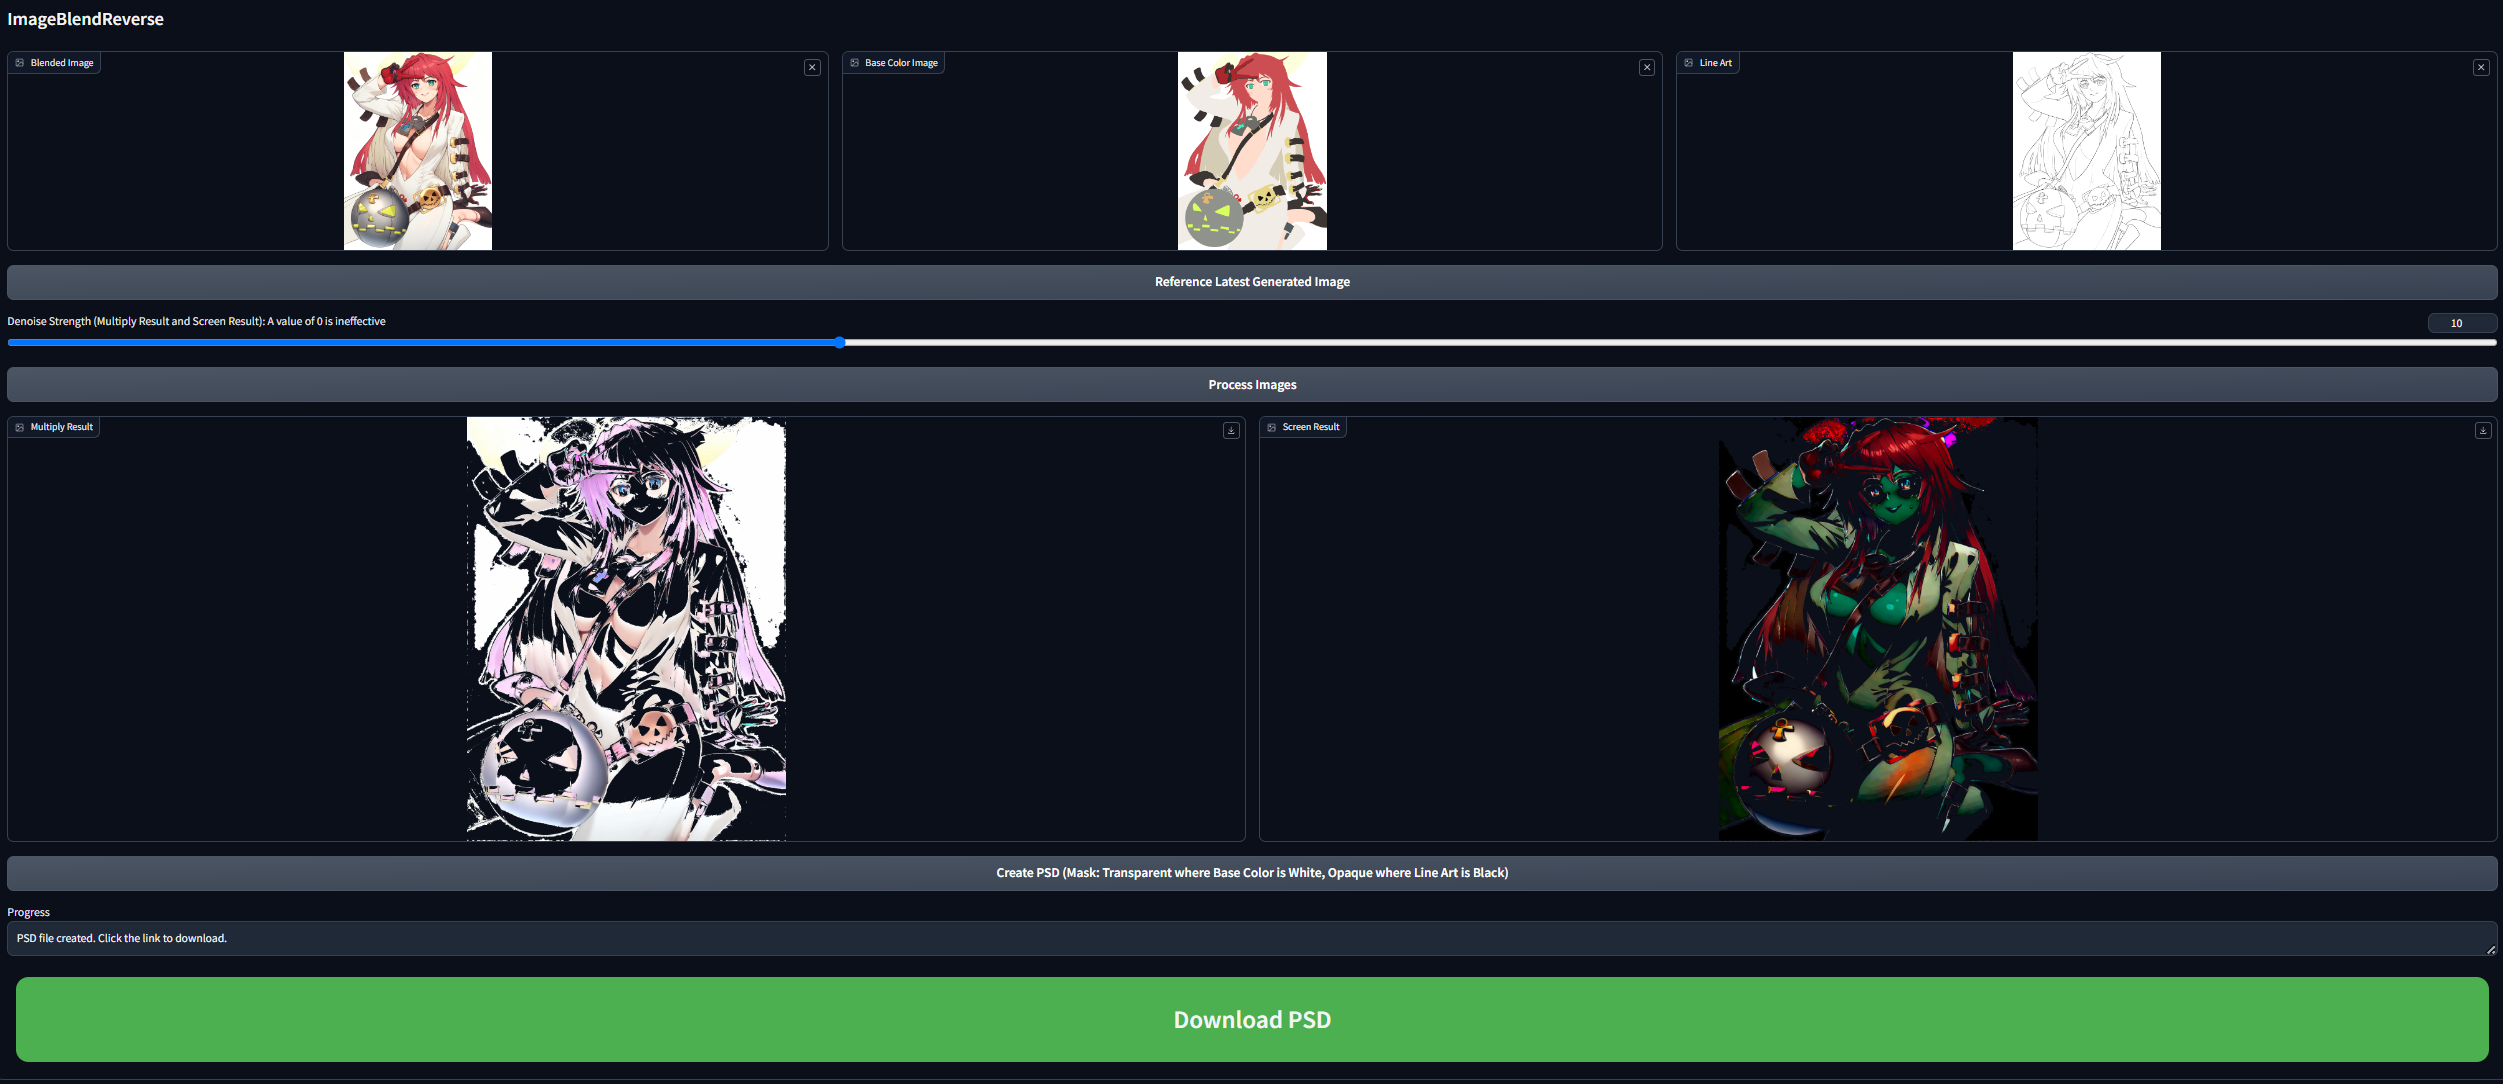 ImageBlendReverse
Blended Image
Base Color Image
Line Art
Reference Latest Generated Image
Denoise Strength (Multiply Result and Screen Result): A value of 0 is ineffective
10
Process Images
Multiply Result
Screen Result
Create PSD (Mask: Transparent where Base Color is White, Opaque where Line Art is Black)
Progress
PSD file created. Click the link to download.
Download PSD